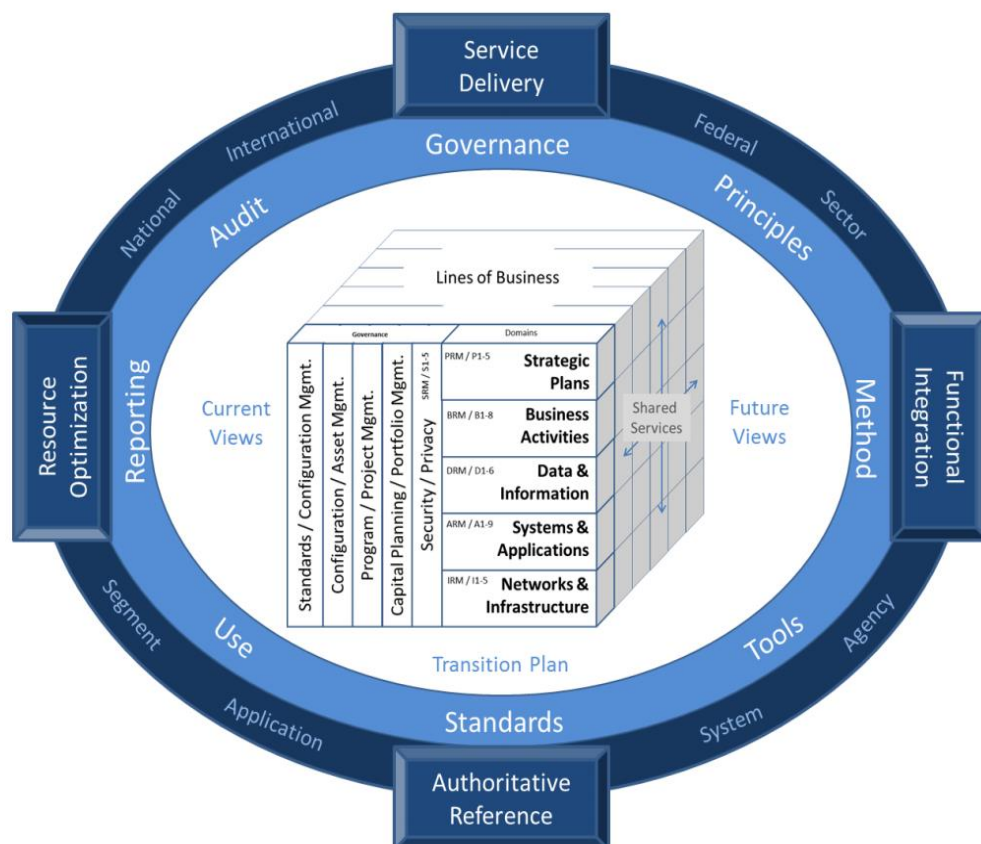 Service
Delivery
International
National
Federal
Sector
Governance
Audit
Principles
Lines of Business
Governance
Domains
Standards / Configuration Mgmt.
Configuration / Asset Mgmt.
Program / Project Mgmt.
Capital Planning / Portfolio Mgmt.
Security / Privacy
SRM / S1-5
PRM / P1-5
Strategic
Plans
BRM / B1-8
Business
Activities
DRM / D1-6
Data &
Information
ARM / A1-9
Systems &
Applications
IRM / I1-5
Networks &
Infrastructure
Shared
Services
Current
Views
Future
Views
Transition Plan
Resource
Optimization
Reporting
Method
Functional
Integration
Use
Standards
Tools
Segment
Application
System
Agency
Authoritative
Reference